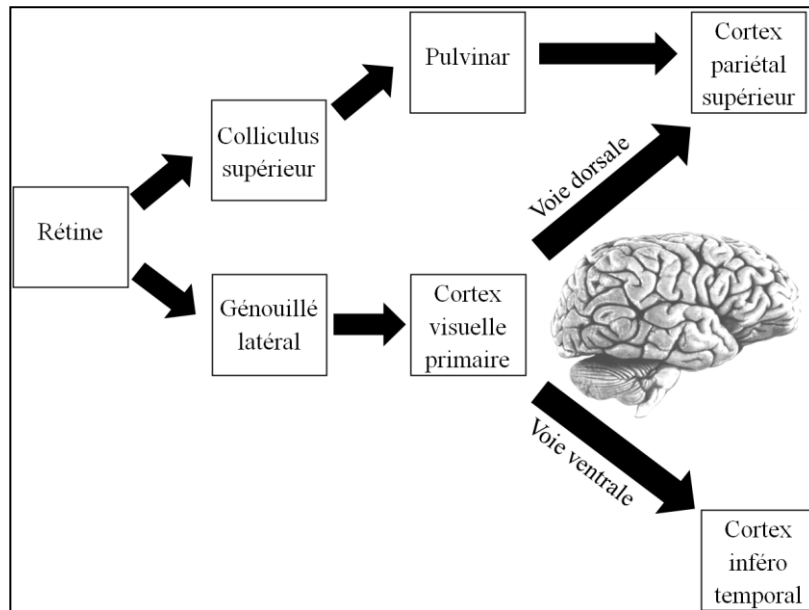 Pulvinar
Cortex
pariétal
supérieur
Colliculus
supérieur
Voie dorsale
Rétine
Génouillé
latéral
Cortex
visuelle
primaire
Voie ventrale
Cortex
inféro
temporal